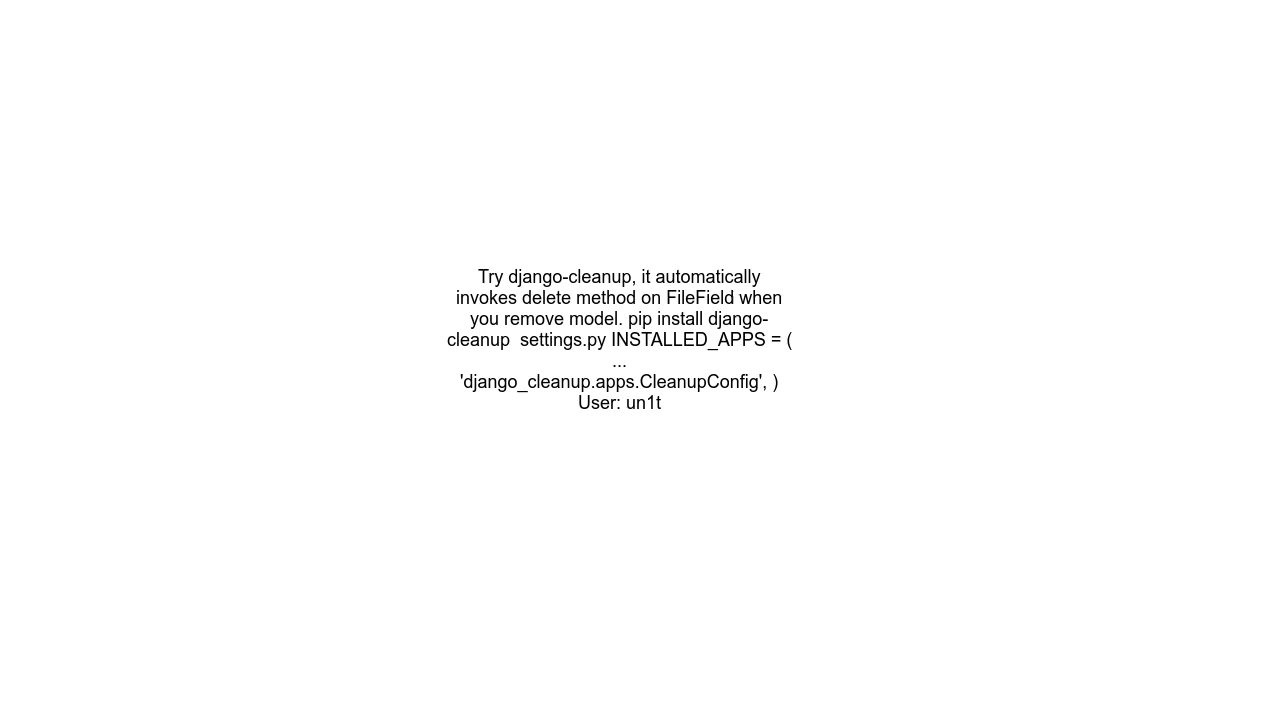 Try django-cleanup, it automatically
invokes delete method on FileField when
you remove model. pip install django-
cleanup  settings.py INSTALLED_APPS = (
...
'django_cleanup.apps.CleanupConfig', )
User: un1t